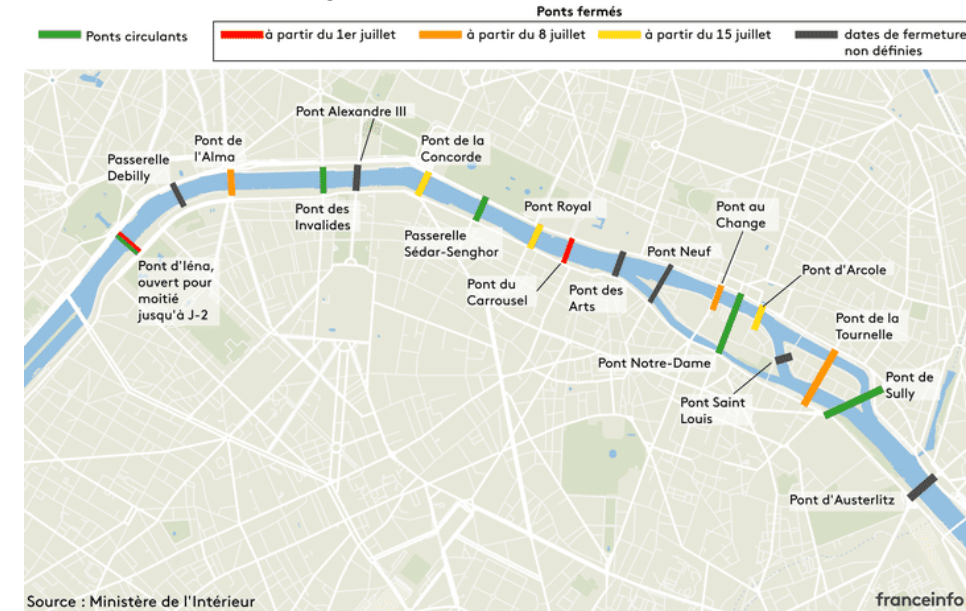 Ponts fermés
Ponts circulants
à partir du 1er juillet
à partir du 8 juillet
à partir du 15 juillet
dates de fermeture
non définies
Pont Alexandre III
Pont de
l'Alma
Pont de la
Concorde
Passerelle
Debilly
Pont des
Invalides
Pont Royal
Pont au
Change
Passerelle
Sédar-Senghor
Pont Neuf
Pont d'Arcole
Pont d'Iéna,
ouvert pour
moitié
jusqu'à J-2
Pont du
Carrousel
Pont des
Arts
Pont de la
Tournelle
Pont Notre-Dame
Pont de
Sully
Pont Saint
Louis
Pont d'Austerlitz
Source : Ministère de l'Intérieur
franceinfo